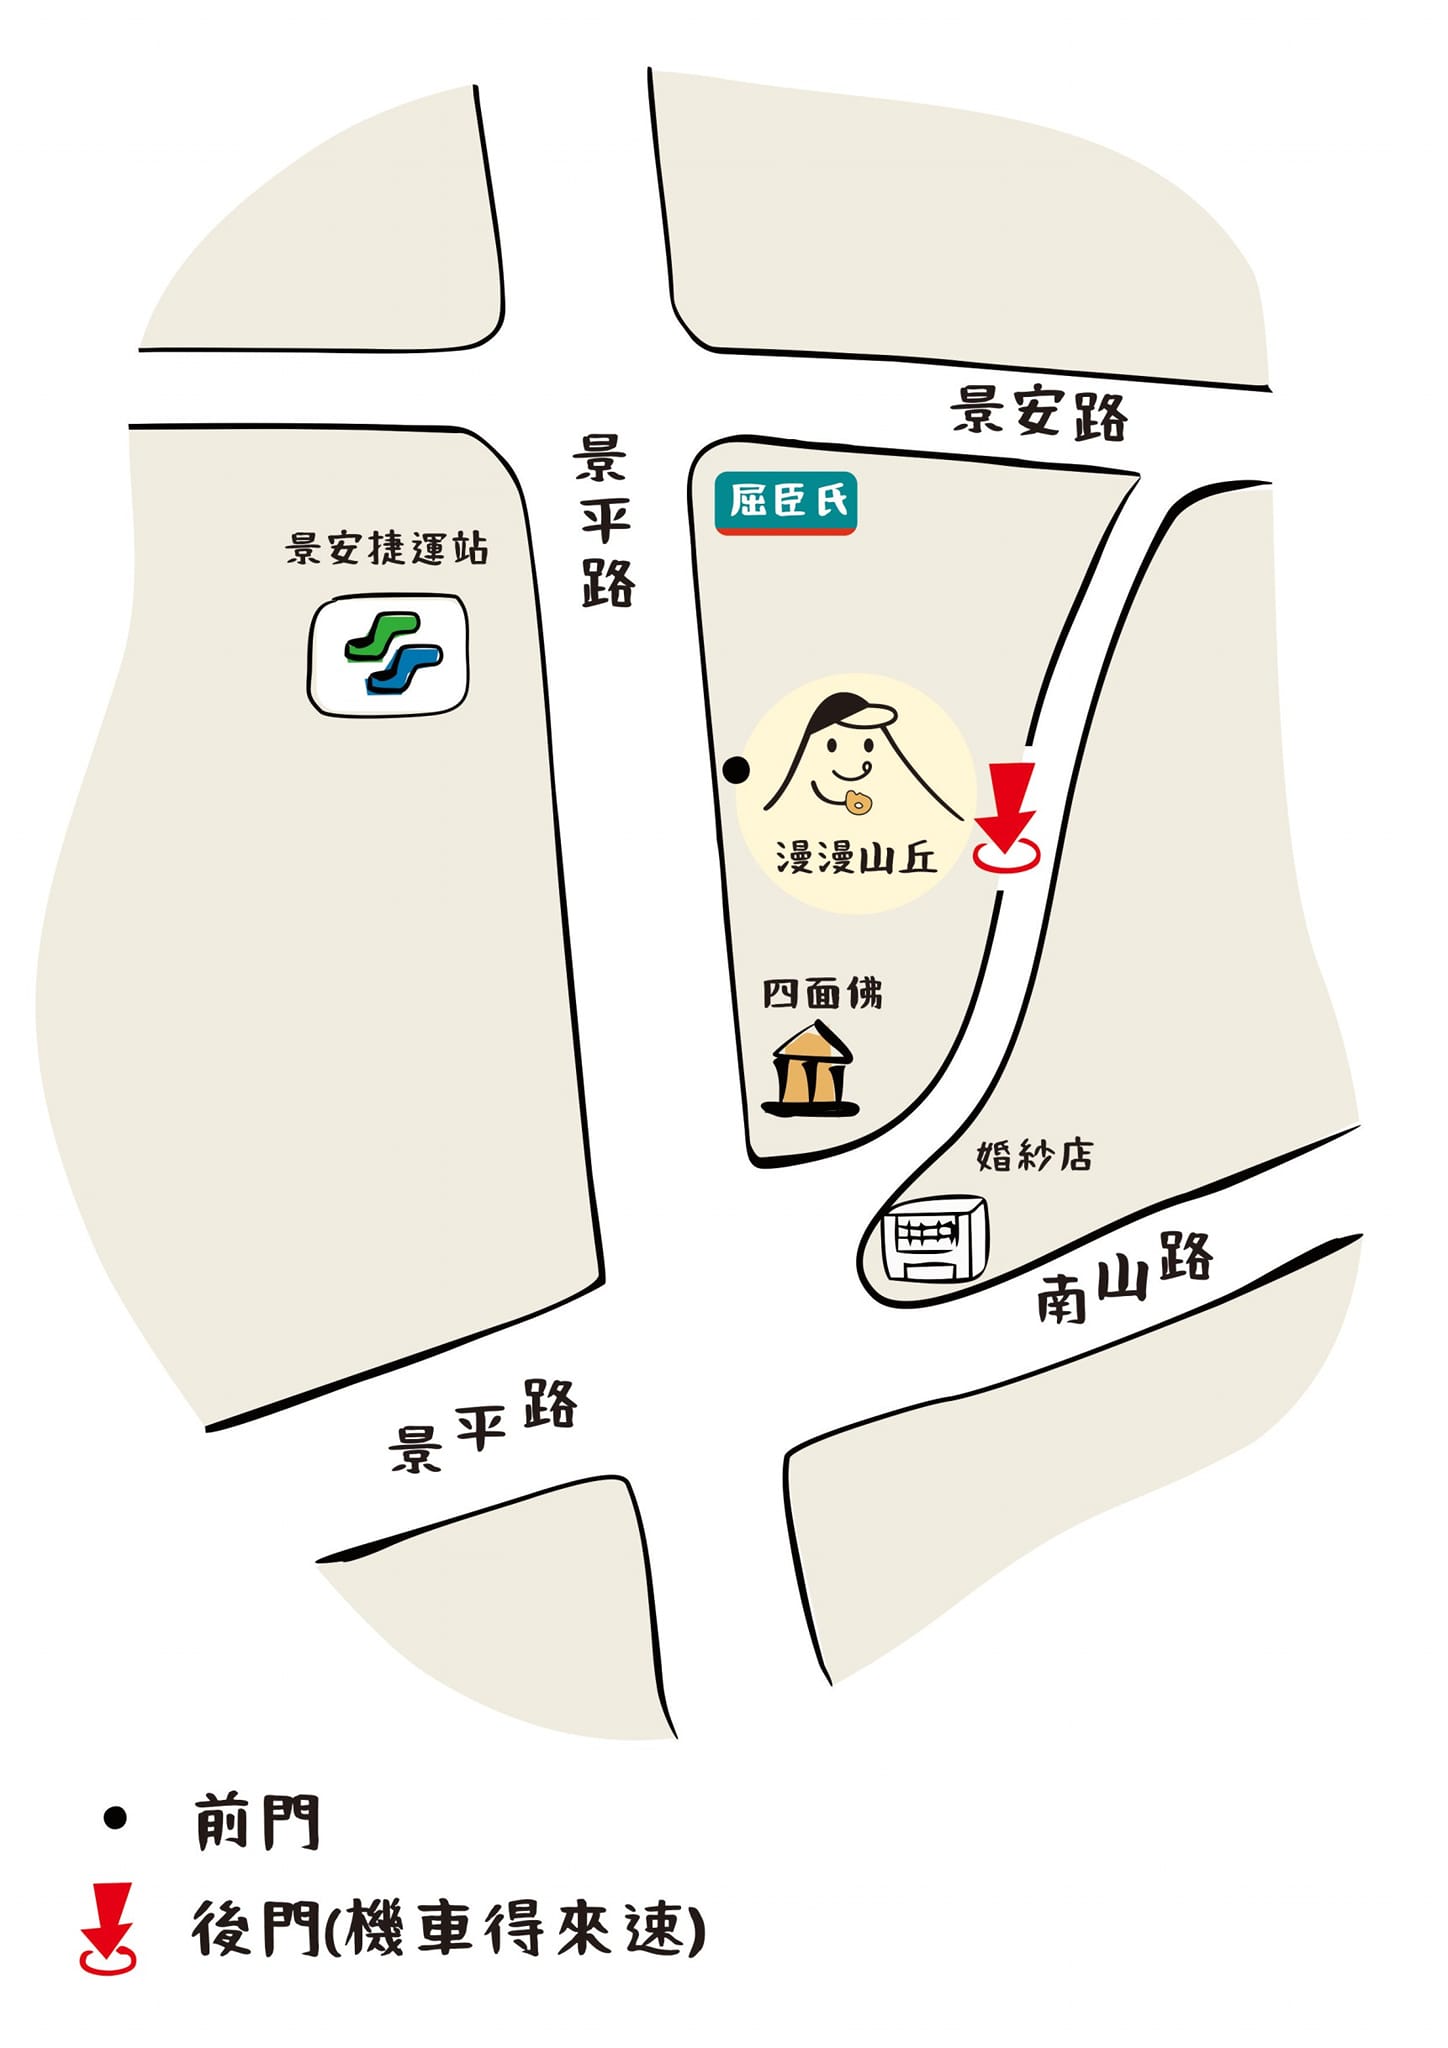 景安路
景平路
屈臣氏
景安捷運站
漫漫山丘
四面佛
婚紗店
南山路
景平路
前門
後門(機車得來速)